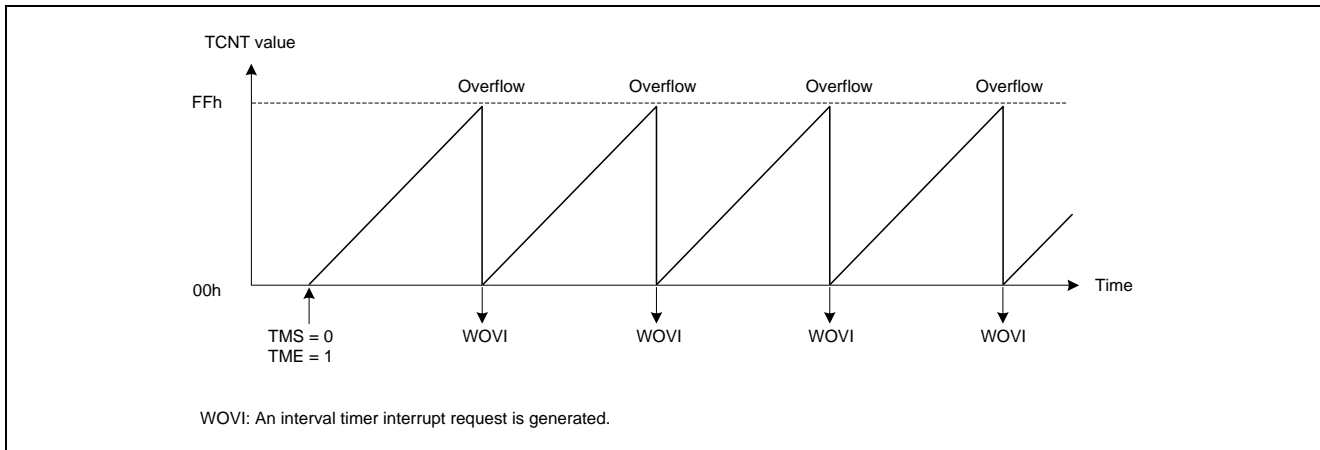 TCNT value
Overflow Overflow Overflow Overflow
FFh
00h
Time
TMS = 0
TME = 1
WOVI WOVI WOVI WOVI
WOVI: An interval timer interrupt request is generated.